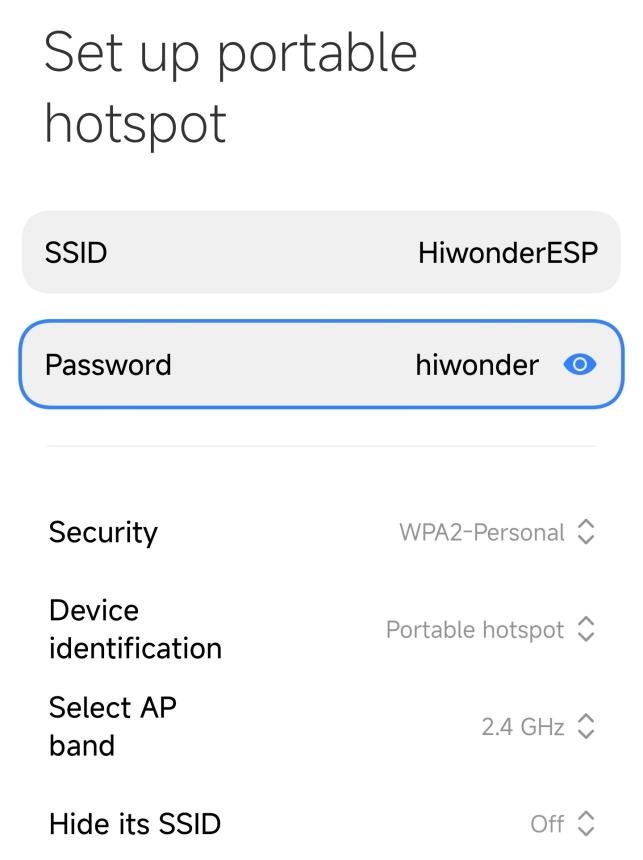 Set up portable
hotspot
SSID HiwonderESP
Password hiwonder
Security WPA2-Personal
Device
identification Portable hotspot
Select AP
band 2.4 GHz
Hide its SSID Off